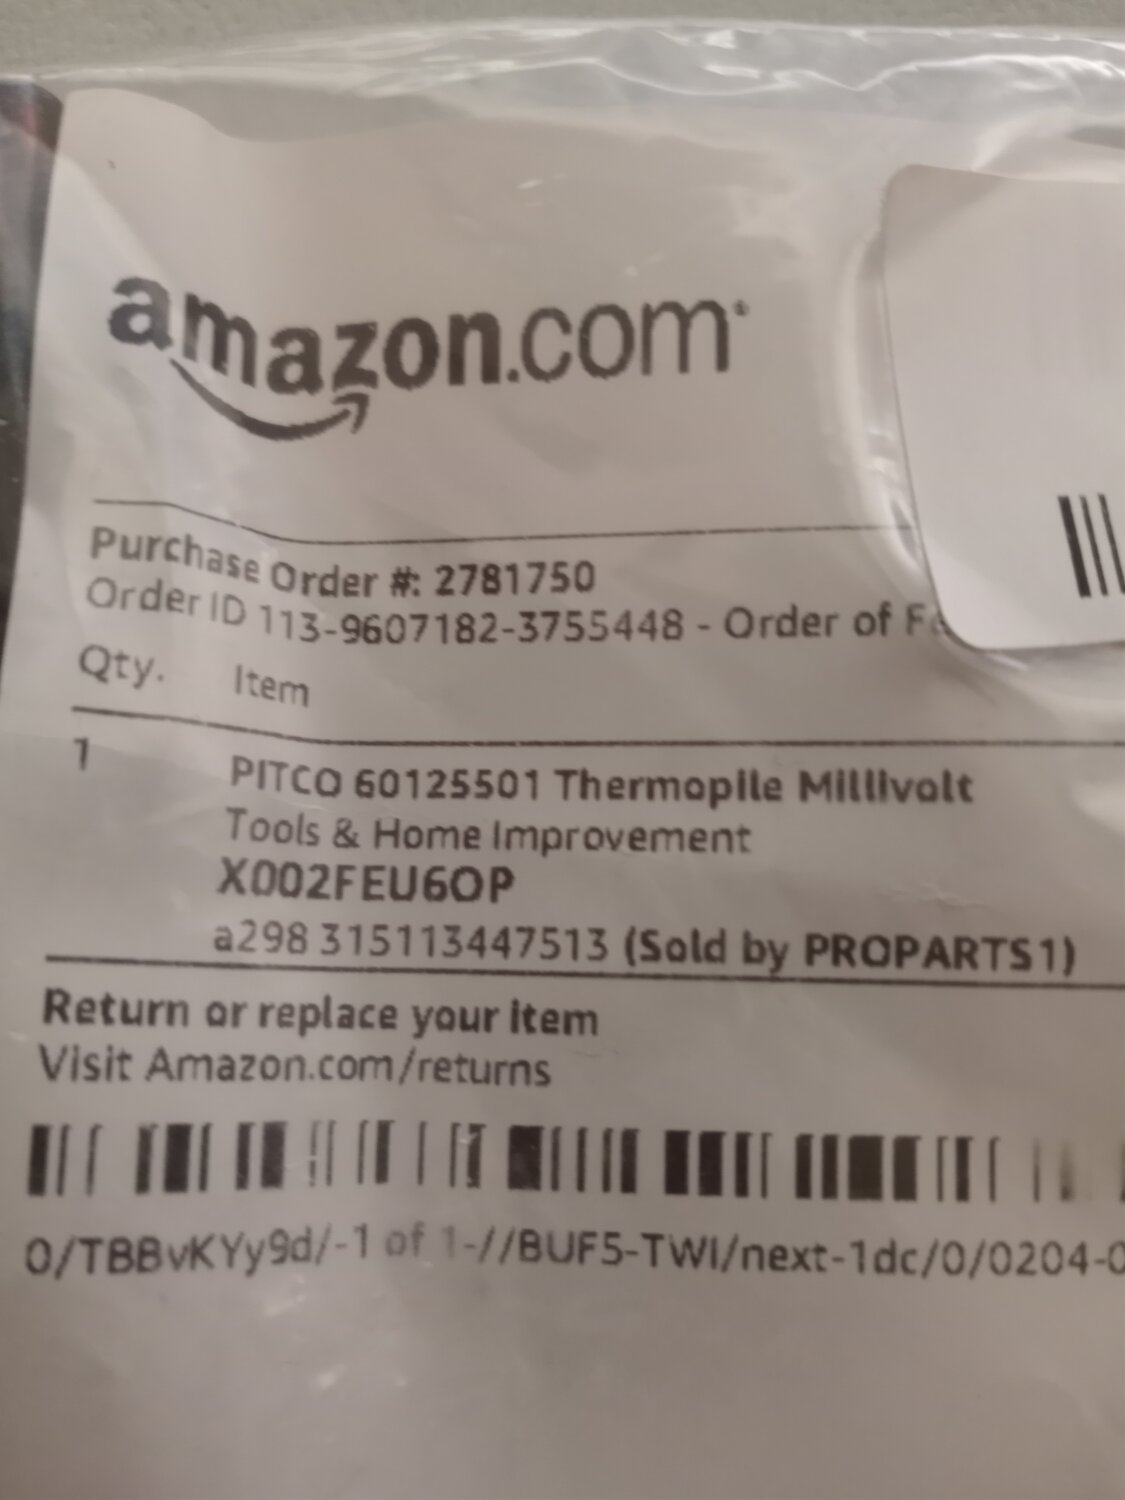 amazon.com
Purchase Order #: 2781750
Order ID 113-9607182-3755448 - Order of
Qty. Item
1 PITCO 60125501 Thermopile Millivolt
Tools & Home Improvement
X002FEU6OP
a298 315113447513 (Sold by PROPARTS1)
Return or replace your item
Visit Amazon.com/returns
0/TBBvKYy9d/-1 of 1-//BUF5-TWI/next-1dc/0/0204-0